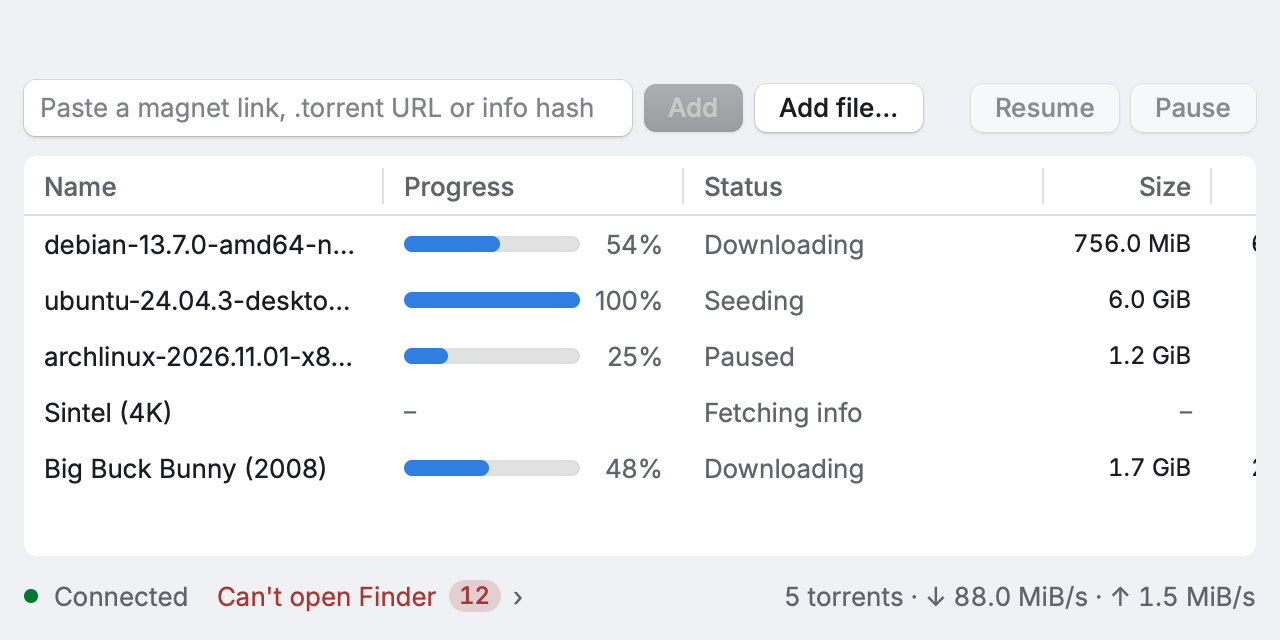 Paste a magnet link, .torrent URL or info hash Add Add file... Resume Pause
Name Progress Status Size
debian-13.7.0-amd64-n... 54% Downloading 756.0 MiB
ubuntu-24.04.3-deskto... 100% Seeding 6.0 GiB
archlinux-2026.11.01-x8... 25% Paused 1.2 GiB
Sintel (4K) – Fetching info –
Big Buck Bunny (2008) 48% Downloading 1.7 GiB
Connected Can't open Finder 12 › 5 torrents · ↓ 88.0 MiB/s · ↑ 1.5 MiB/s